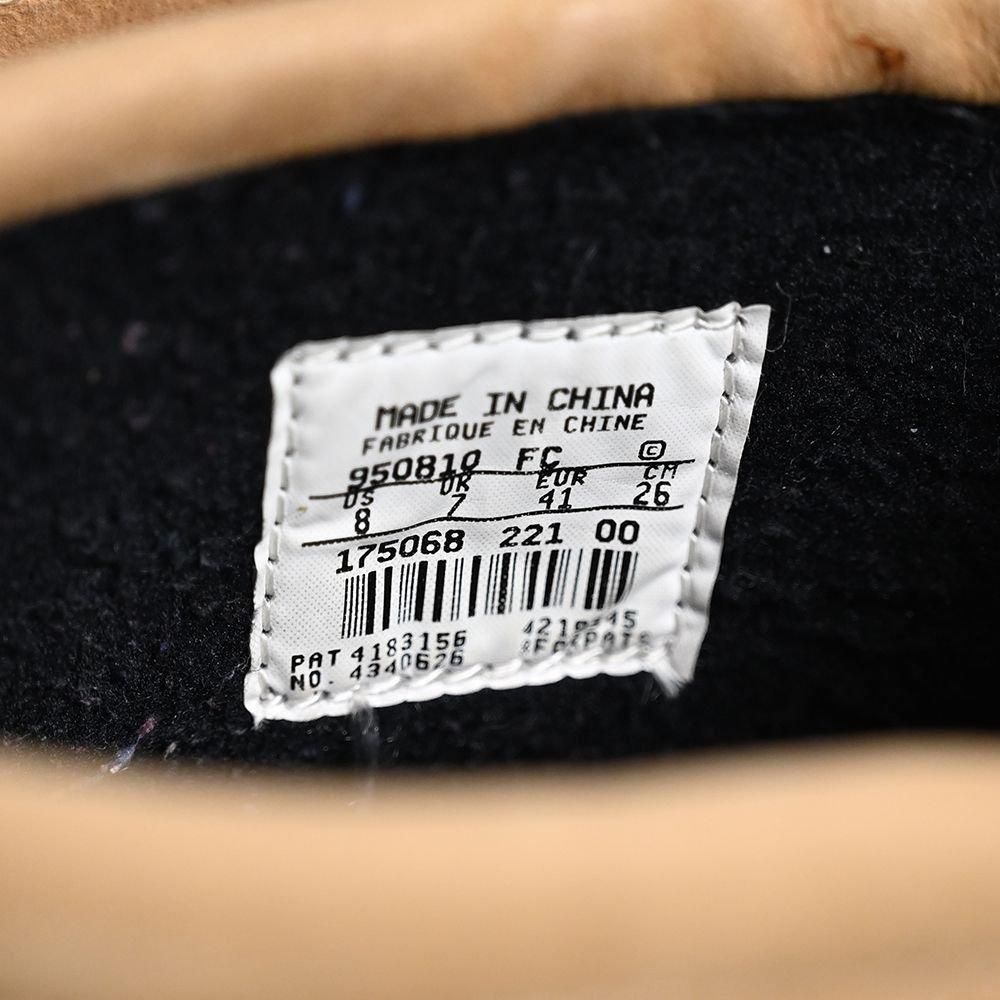 MADE IN CHINA
FABRIQUE EN CHINE
950810 FC ©
US UK EUR CM
8 7 41 26
175068 221 00
PAT 4183156
NO. 4340626